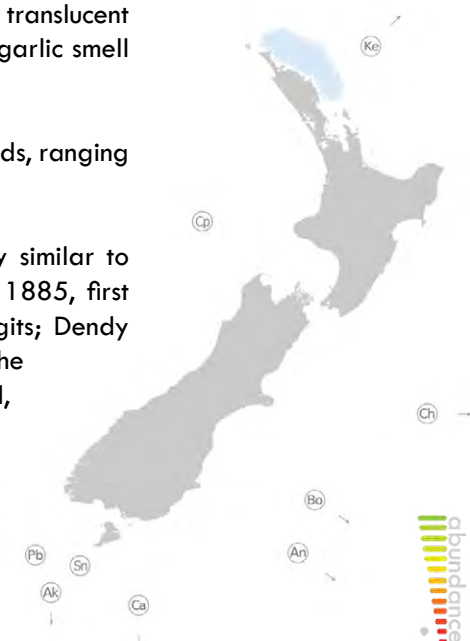 translucent
garlic smell
ds, ranging
y similar to
1885, first
gits; Dendy
he
l,
Ke
Cp
Ch
Bo
An
Pb
Sn
Ak
Ca
abundance